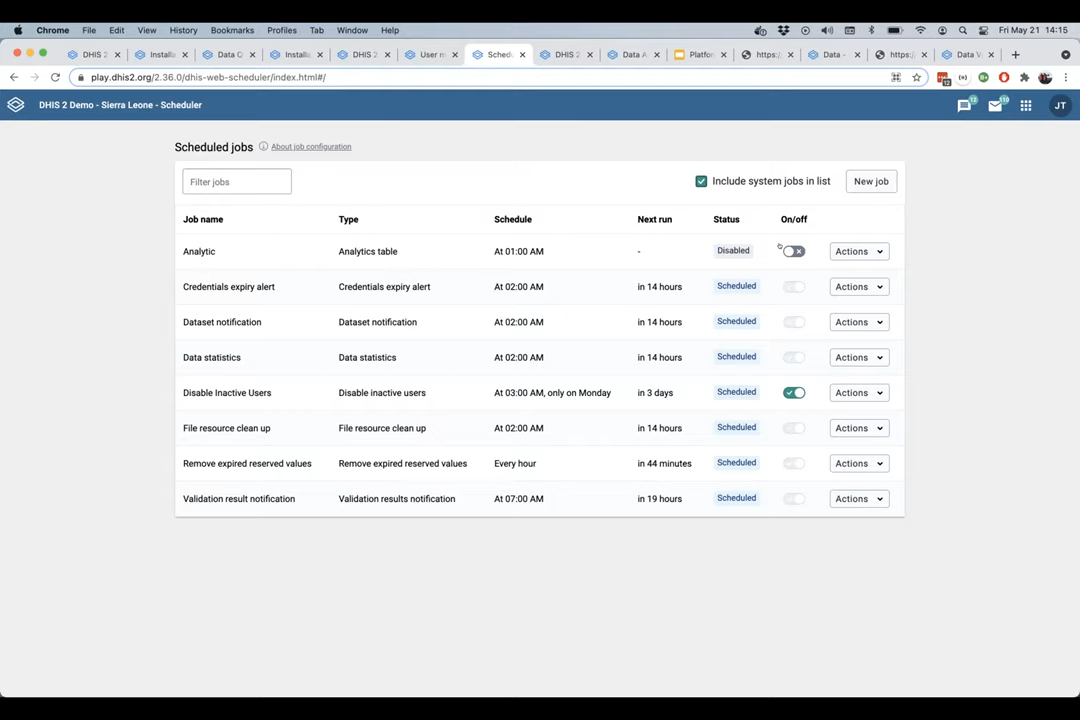 Chrome File Edit View History Bookmarks Profiles Tab Window Help Fri May 21 14:15
DHIS 2 Installa Data Q Installa DHIS 2 User m Sched DHIS 2 Data A Platfor https:/ Data - https:/ Data V
play.dhis2.org/2.36.0/dhis-web-scheduler/index.html#/
DHIS 2 Demo - Sierra Leone - Scheduler JT
Scheduled jobs About job configuration
Filter jobs Include system jobs in list New job
Job name Type Schedule Next run Status On/off
Analytic Analytics table At 01:00 AM - Disabled Actions
Credentials expiry alert Credentials expiry alert At 02:00 AM in 14 hours Scheduled Actions
Dataset notification Dataset notification At 02:00 AM in 14 hours Scheduled Actions
Data statistics Data statistics At 02:00 AM in 14 hours Scheduled Actions
Disable Inactive Users Disable inactive users At 03:00 AM, only on Monday in 3 days Scheduled Actions
File resource clean up File resource clean up At 02:00 AM in 14 hours Scheduled Actions
Remove expired reserved values Remove expired reserved values Every hour in 44 minutes Scheduled Actions
Validation result notification Validation results notification At 07:00 AM in 19 hours Scheduled Actions